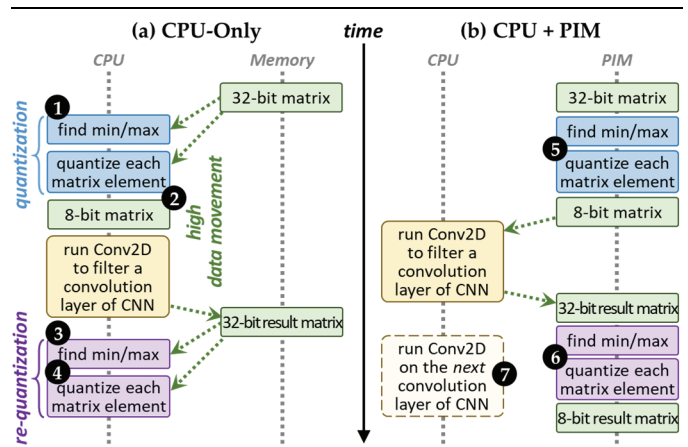 (a) CPU-Only
time
(b) CPU + PIM
CPU
Memory
CPU
PIM
quantization
1
find min/max
quantize each
matrix element
32-bit matrix
2
8-bit matrix
high
data movement
run Conv2D
to filter a
convolution
layer of CNN
32-bit result matrix
re-quantization
3
find min/max
4
quantize each
matrix element
32-bit matrix
find min/max
5
quantize each
matrix element
8-bit matrix
run Conv2D
to filter a
convolution
layer of CNN
32-bit result matrix
find min/max
6
quantize each
matrix element
8-bit result matrix
run Conv2D
on the next
convolution
layer of CNN
7